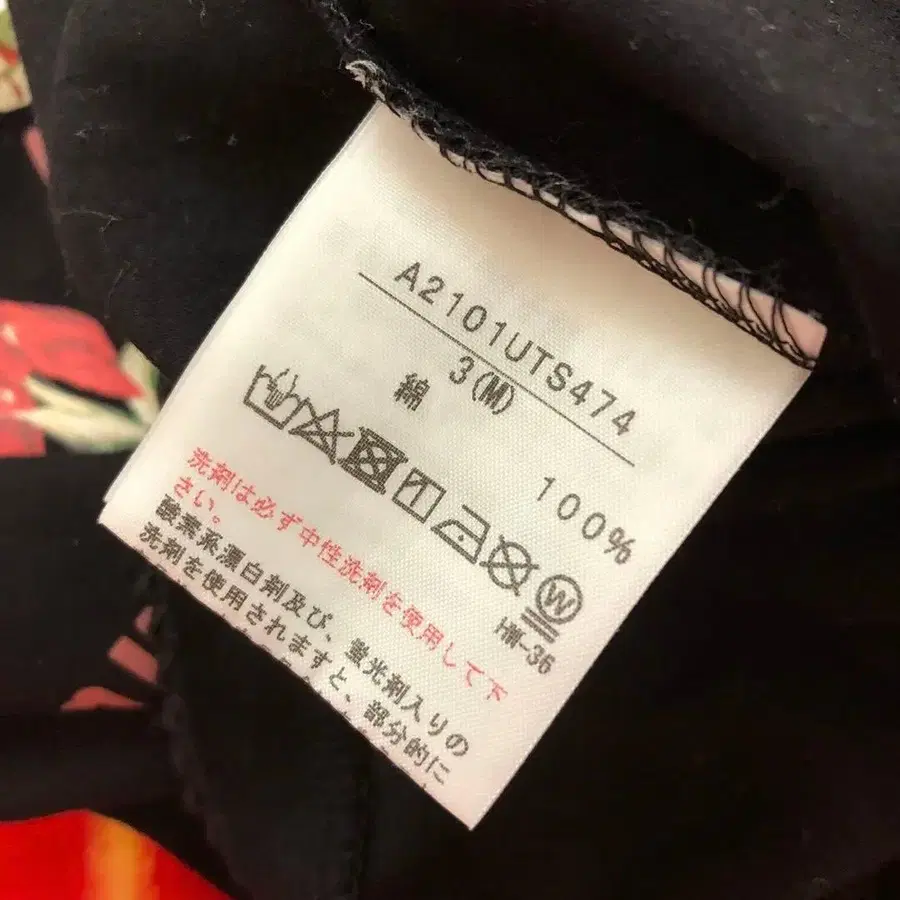 A2101UTS474
3(M)
綿 100%
W
HW-36
洗剤は必ず中性洗剤を使用して下
さい。
酸素系漂白剤及び、蛍光剤入りの
洗剤を使用されますと、部分的に